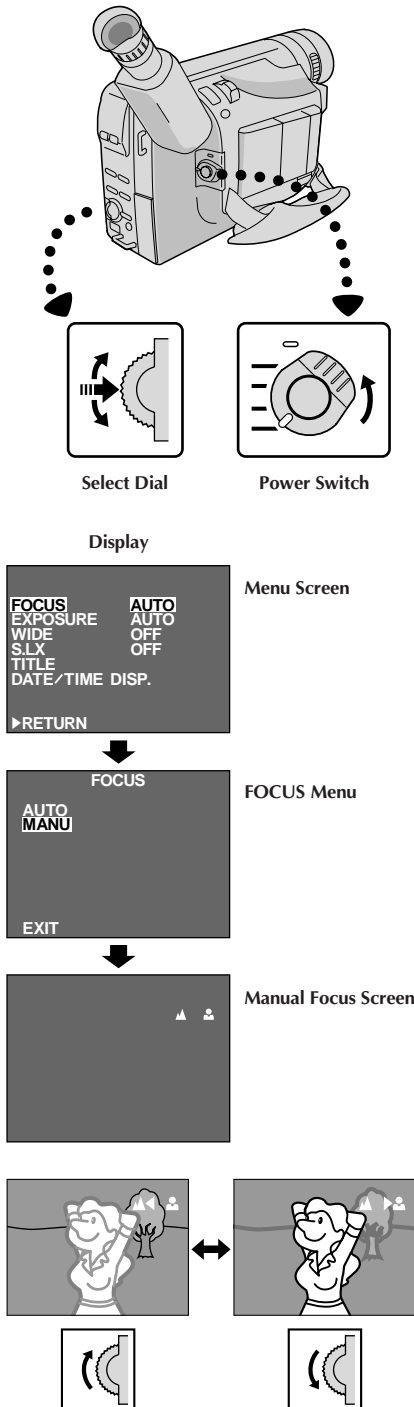 Select Dial
Power Switch
Display
Menu Screen
FOCUS AUTO
EXPOSURE AUTO
WIDE OFF
S.LX OFF
TITLE
DATE/TIME DISP.
▶RETURN
FOCUS
FOCUS Menu
AUTO
MANU
EXIT
Manual Focus Screen